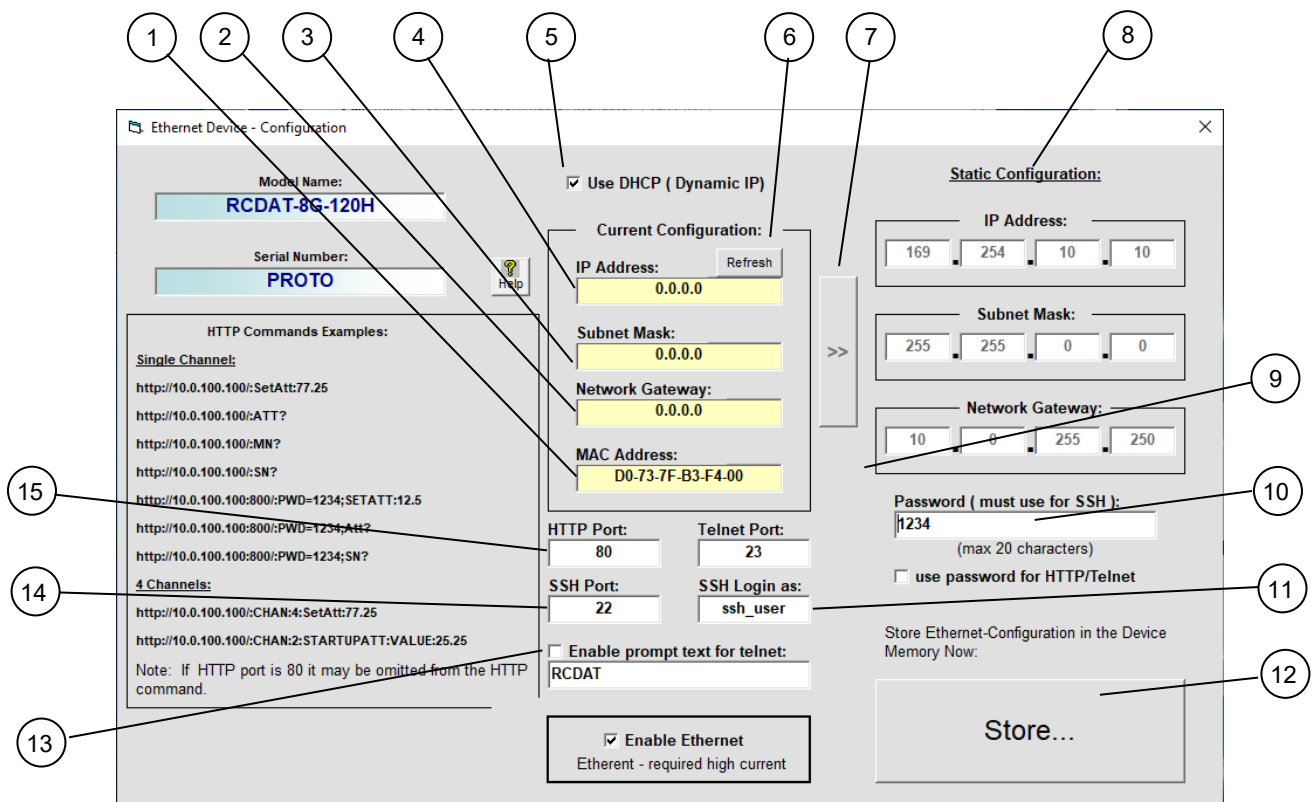 1
2
3
4
5
6
7
8
Ethernet Device - Configuration
Model Name:
RCDAT-8G-120H
Serial Number:
PROTO
?
Help
HTTP Commands Examples:
Single Channel:
http://10.0.100.100/:SetAtt:77.25
http://10.0.100.100/:ATT?
http://10.0.100.100/:MN?
http://10.0.100.100/:SN?
http://10.0.100.100:800/:PWD=1234;SETATT:12.5
http://10.0.100.100:800/:PWD=1234;Att?
http://10.0.100.100:800/:PWD=1234;SN?
4 Channels:
http://10.0.100.100/:CHAN:4:SetAtt:77.25
http://10.0.100.100/:CHAN:2:STARTUPATT:VALUE:25.25
Note: If HTTP port is 80 it may be omitted from the HTTP
command.
Use DHCP ( Dynamic IP)
Current Configuration:
IP Address:
Refresh
0.0.0.0
Subnet Mask:
0.0.0.0
Network Gateway:
0.0.0.0
MAC Address:
D0-73-7F-B3-F4-00
HTTP Port: Telnet Port:
80 23
SSH Port: SSH Login as:
22 ssh_user
Enable prompt text for telnet:
RCDAT
Enable Ethernet
Etherent - required high current
>>
Static Configuration:
IP Address:
169 . 254 . 10 . 10
Subnet Mask:
255 . 255 . 0 . 0
Network Gateway:
10 . 0 . 255 . 250
Password ( must use for SSH ):
1234
(max 20 characters)
use password for HTTP/Telnet
Store Ethernet-Configuration in the Device
Memory Now:
Store...
9
10
11
12
15
14
13